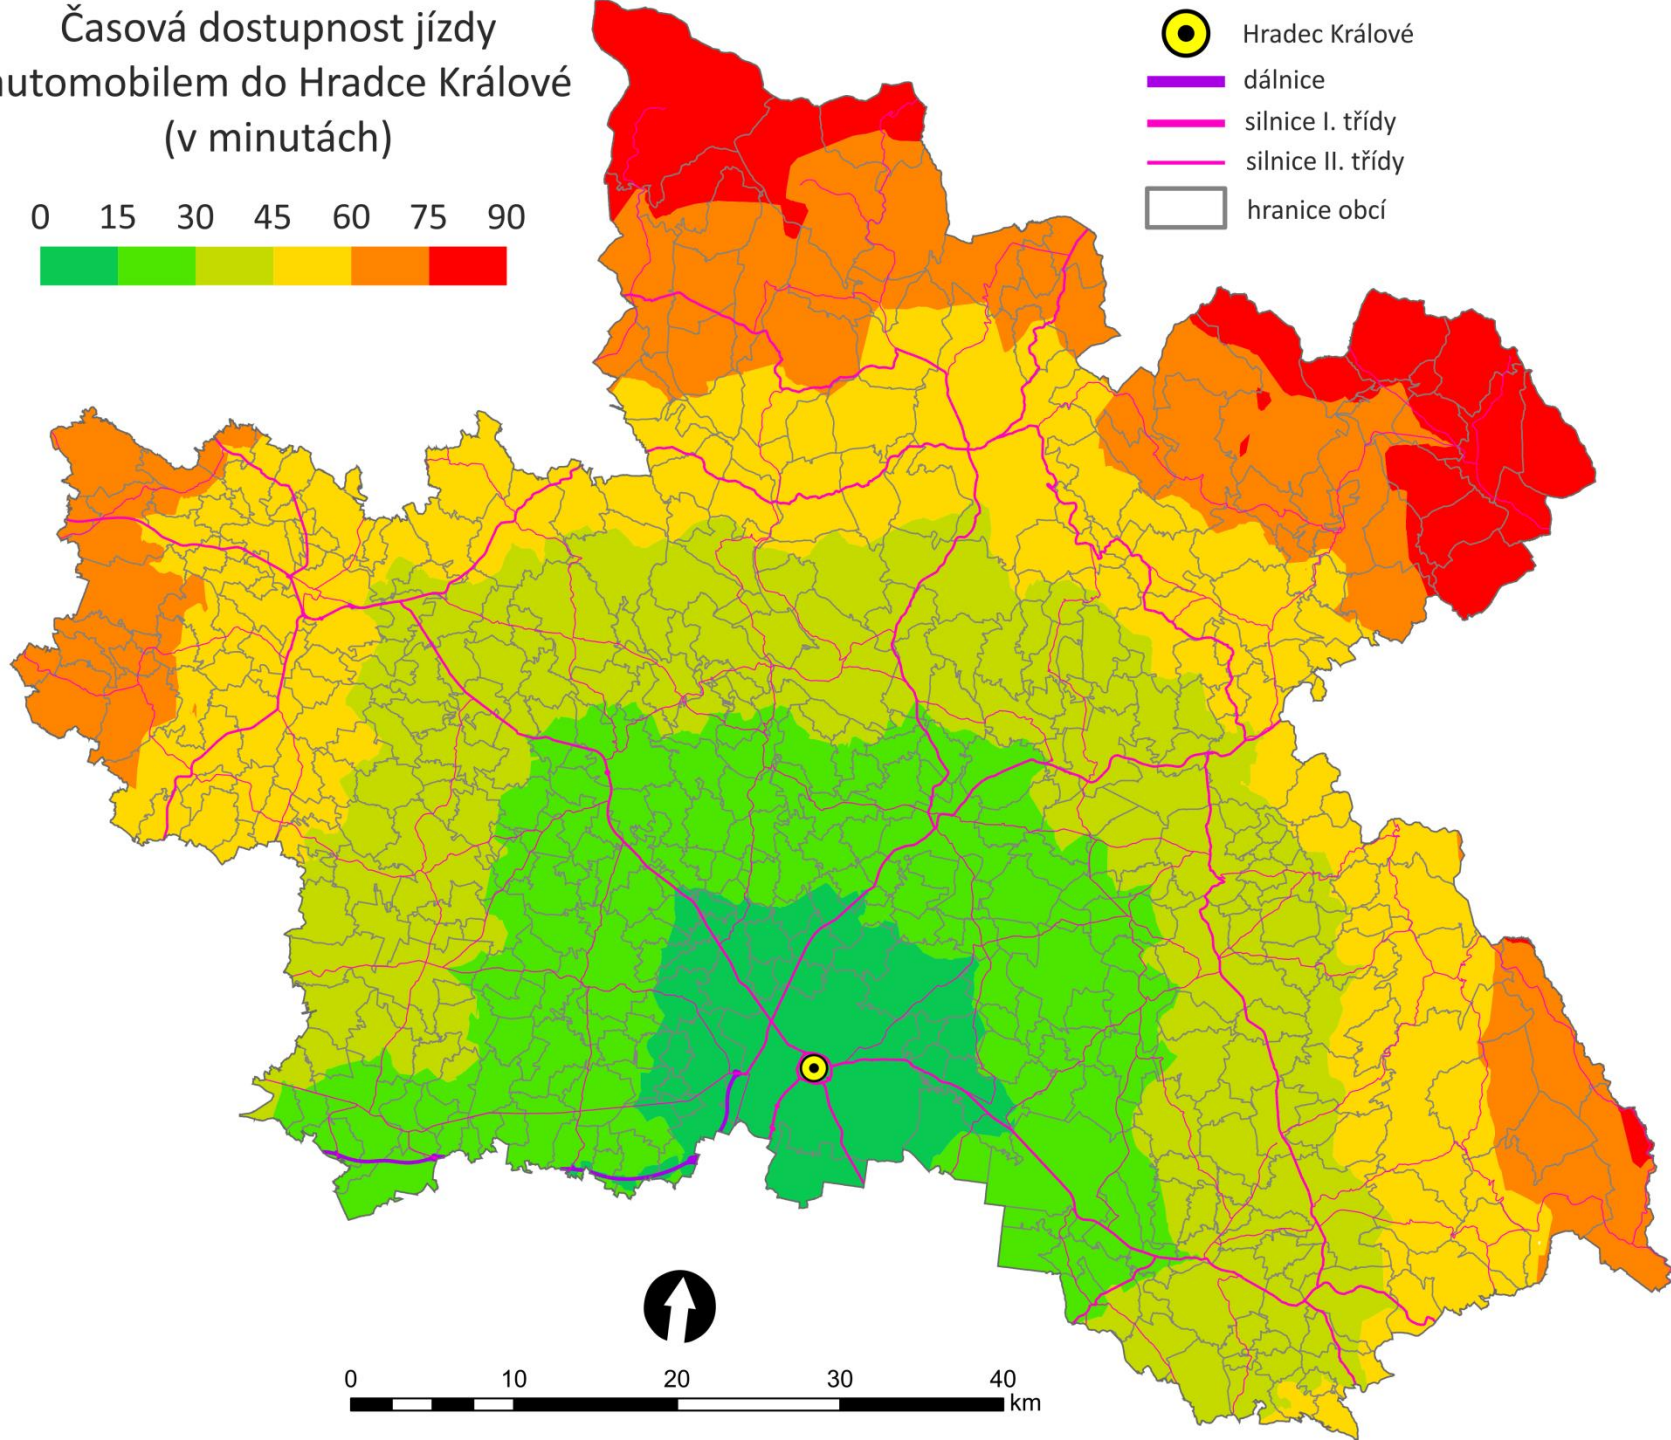 Časová dostupnost jízdy
automobilem do Hradce Králové
(v minutách)
0 15 30 45 60 75 90
Hradec Králové
dálnice
silnice I. třídy
silnice II. třídy
hranice obcí
0 10 20 30 40
km